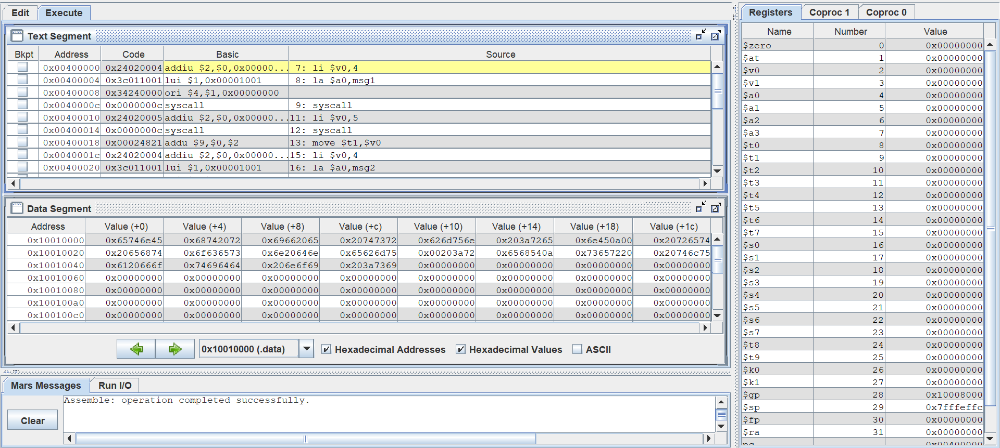 Edit Execute
Text Segment
Bkpt Address Code Basic Source
0x00400000 0x24020004 addiu $2,$0,0x00000... 7: li $v0,4
0x00400004 0x3c011001 lui $1,0x00001001 8: la $a0,msg1
0x00400008 0x34240000 ori $4,$1,0x00000000
0x0040000c 0x0000000c syscall 9: syscall
0x00400010 0x24020005 addiu $2,$0,0x00000... 11: li $v0,5
0x00400014 0x0000000c syscall 12: syscall
0x00400018 0x00024821 addu $9,$0,$2 13: move $t1,$v0
0x0040001c 0x24020004 addiu $2,$0,0x00000... 15: li $v0,4
0x00400020 0x3c011001 lui $1,0x00001001 16: la $a0,msg2
Data Segment
Address Value (+0) Value (+4) Value (+8) Value (+c) Value (+10) Value (+14) Value (+18) Value (+1c)
0x10010000 0x65746e45 0x68742072 0x69662065 0x20747372 0x626d756e 0x203a7265 0x6e450a00 0x20726574
0x10010020 0x20656874 0x6f636573 0x6e20646e 0x65626d75 0x00203a72 0x6568540a 0x73657220 0x20746c75
0x10010040 0x6120666f 0x74696464 0x206e6f69 0x203a7369 0x00000000 0x00000000 0x00000000 0x00000000
0x10010060 0x00000000 0x00000000 0x00000000 0x00000000 0x00000000 0x00000000 0x00000000 0x00000000
0x10010080 0x00000000 0x00000000 0x00000000 0x00000000 0x00000000 0x00000000 0x00000000 0x00000000
0x100100a0 0x00000000 0x00000000 0x00000000 0x00000000 0x00000000 0x00000000 0x00000000 0x00000000
0x100100c0 0x00000000 0x00000000 0x00000000 0x00000000 0x00000000 0x00000000 0x00000000 0x00000000
0x10010000 (.data) Hexadecimal Addresses Hexadecimal Values ASCII
Mars Messages Run I/O
Assemble: operation completed successfully.
Clear
Registers Coproc 1 Coproc 0
Name Number Value
$zero 0 0x00000000
$at 1 0x00000000
$v0 2 0x00000000
$v1 3 0x00000000
$a0 4 0x00000000
$a1 5 0x00000000
$a2 6 0x00000000
$a3 7 0x00000000
$t0 8 0x00000000
$t1 9 0x00000000
$t2 10 0x00000000
$t3 11 0x00000000
$t4 12 0x00000000
$t5 13 0x00000000
$t6 14 0x00000000
$t7 15 0x00000000
$s0 16 0x00000000
$s1 17 0x00000000
$s2 18 0x00000000
$s3 19 0x00000000
$s4 20 0x00000000
$s5 21 0x00000000
$s6 22 0x00000000
$s7 23 0x00000000
$t8 24 0x00000000
$t9 25 0x00000000
$k0 26 0x00000000
$k1 27 0x00000000
$gp 28 0x10008000
$sp 29 0x7fffeffc
$fp 30 0x00000000
$ra 31 0x00000000